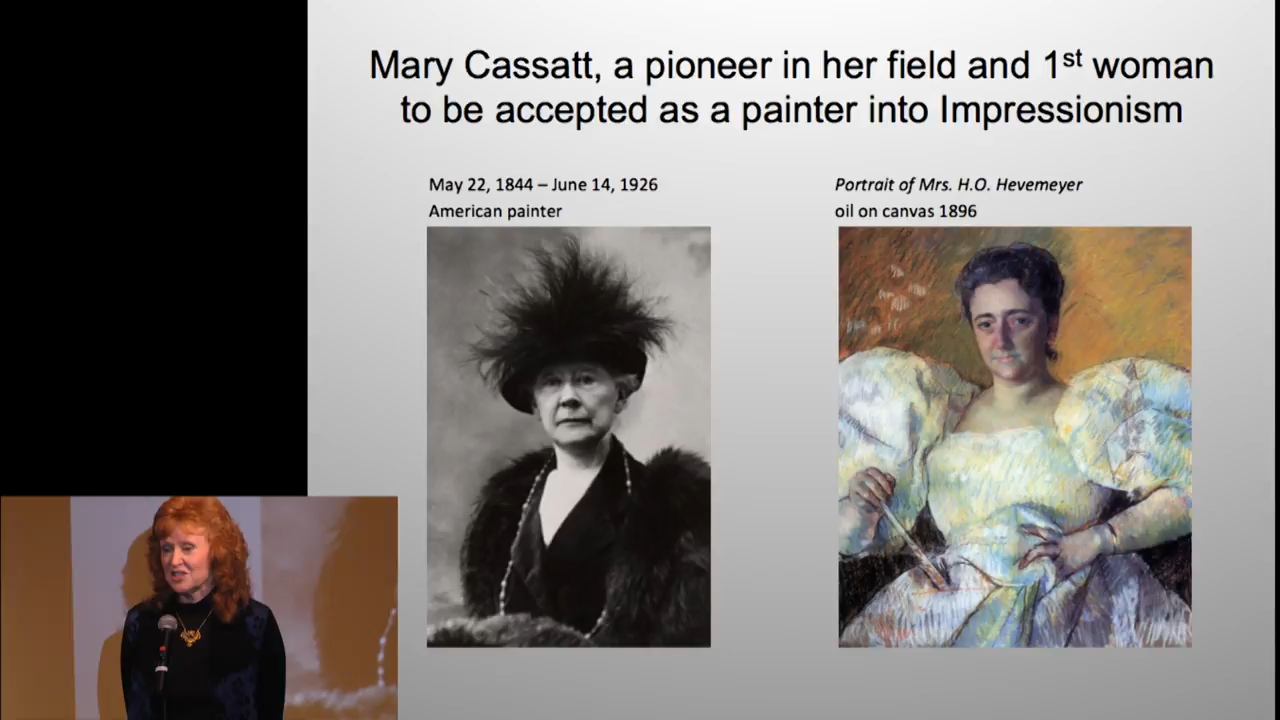 Mary Cassatt, a pioneer in her field and 1st woman
to be accepted as a painter into Impressionism
May 22, 1844 – June 14, 1926
American painter
Portrait of Mrs. H.O. Hevemeyer
oil on canvas 1896